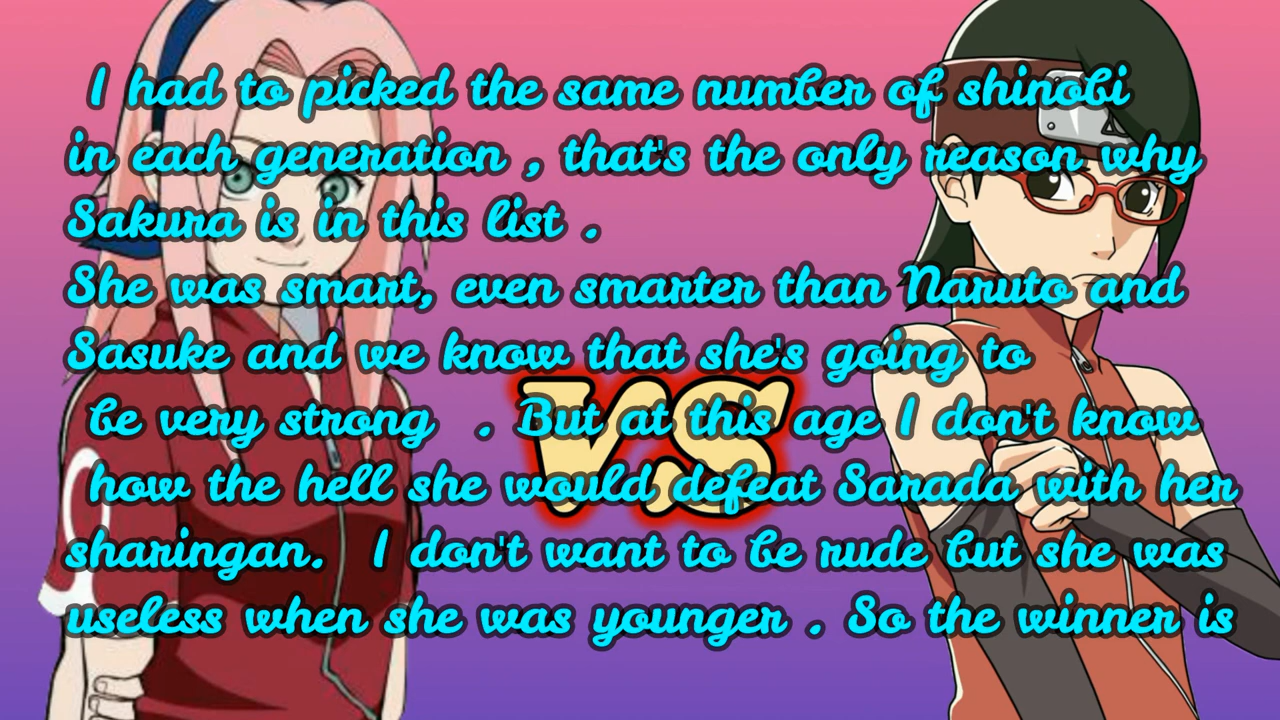 I had to picked the same number of shinobi
in each generation , that's the only reason why
Sakura is in this list .
She was smart, even smarter than Naruto and
Sasuke and we know that she's going to
be very strong . But at this age I don't know
how the hell she would defeat Sarada with her
sharingan. I don't want to be rude but she was
useless when she was younger . So the winner is
VS